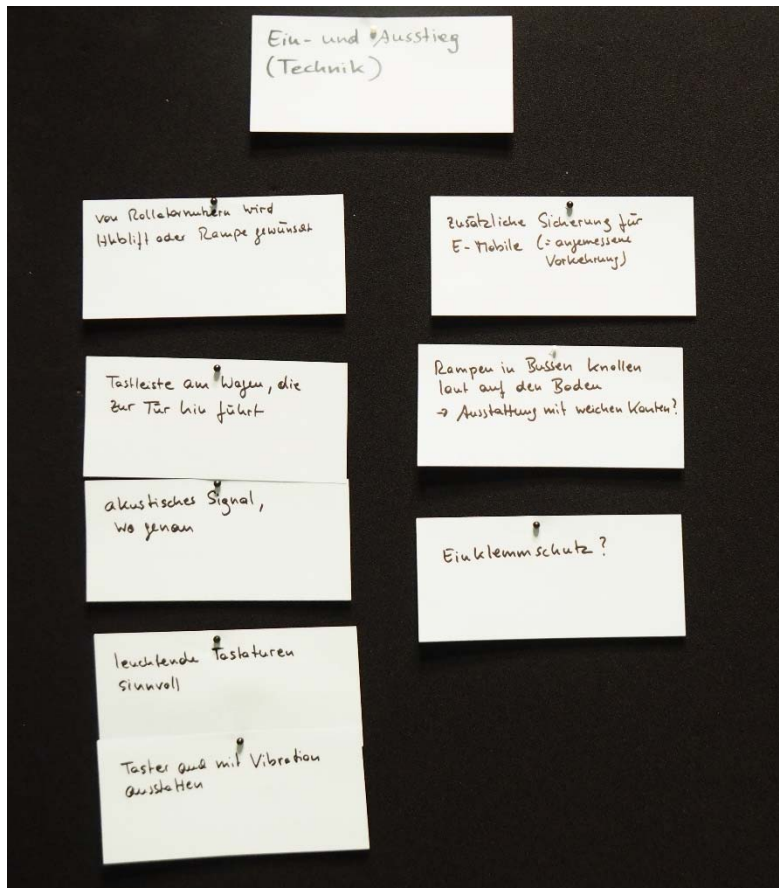 Ein- und Ausstieg
(Technik)
von Rollatornutzern wird
Hublift oder Rampe gewünscht
Tastleiste am Wagen, die
zur Tür hin führt
akustisches Signal,
wo genau
leuchtende Tastaturen
sinnvoll
Taster auch mit Vibration
ausstatten
zusätzliche Sicherung für
E-Mobile (: angemessene
Vorkehrung)
Rampen in Bussen knallen
laut auf den Boden
→ Ausstattung mit weichen Kanten?
Einklemmschutz?